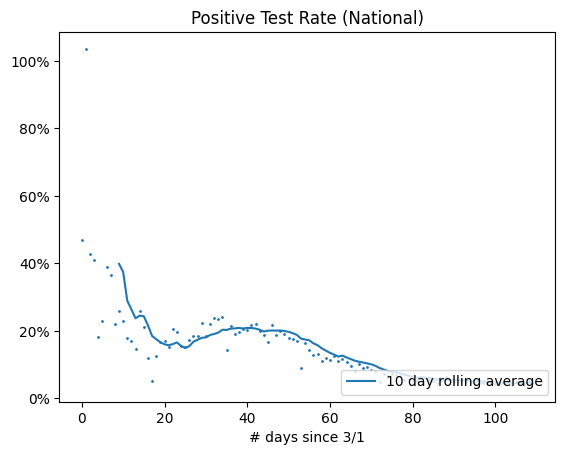 Positive Test Rate (National)
100%
80%
60%
40%
20%
0%
10 day rolling average
0 20 40 60 80 100
# days since 3/1